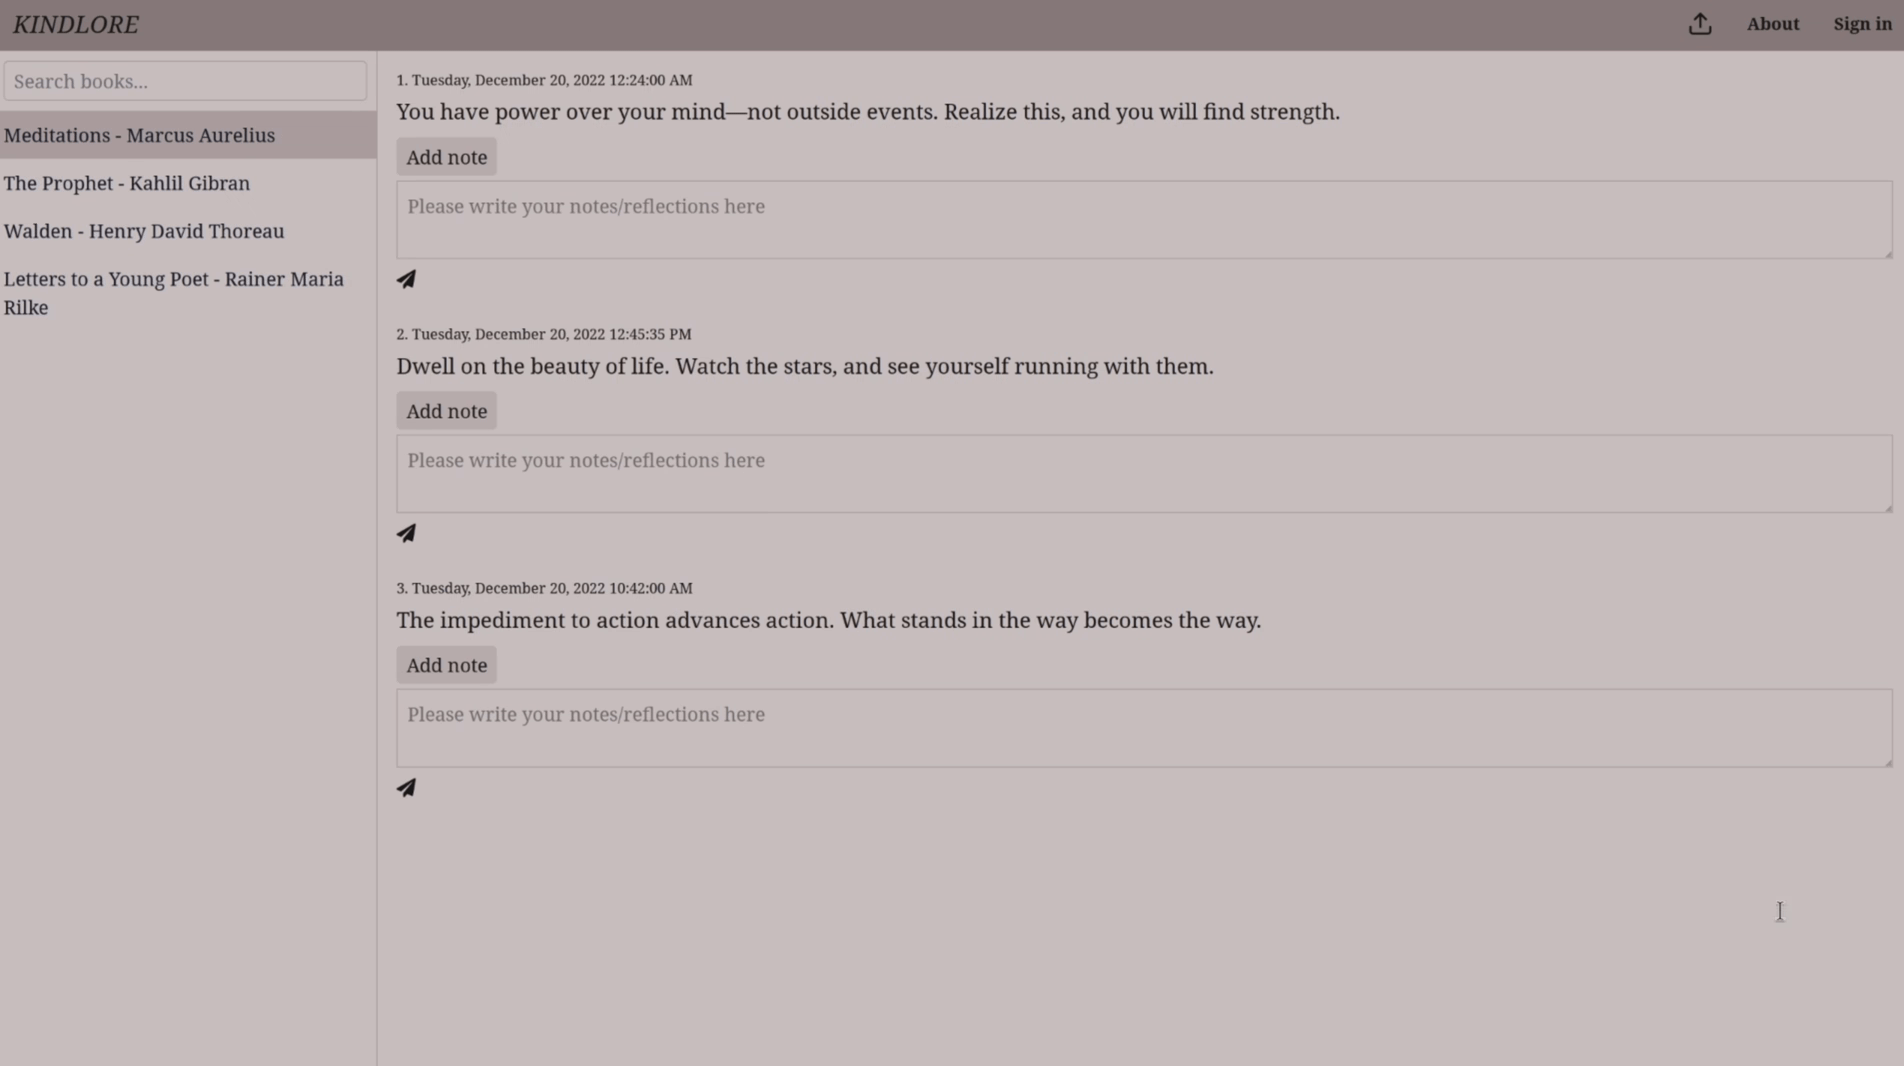 KINDLORE
About
Sign in
Search books...
Meditations - Marcus Aurelius
The Prophet - Kahlil Gibran
Walden - Henry David Thoreau
Letters to a Young Poet - Rainer Maria
Rilke
1. Tuesday, December 20, 2022 12:24:00 AM
You have power over your mind—not outside events. Realize this, and you will find strength.
Add note
Please write your notes/reflections here
2. Tuesday, December 20, 2022 12:45:35 PM
Dwell on the beauty of life. Watch the stars, and see yourself running with them.
Add note
Please write your notes/reflections here
3. Tuesday, December 20, 2022 10:42:00 AM
The impediment to action advances action. What stands in the way becomes the way.
Add note
Please write your notes/reflections here